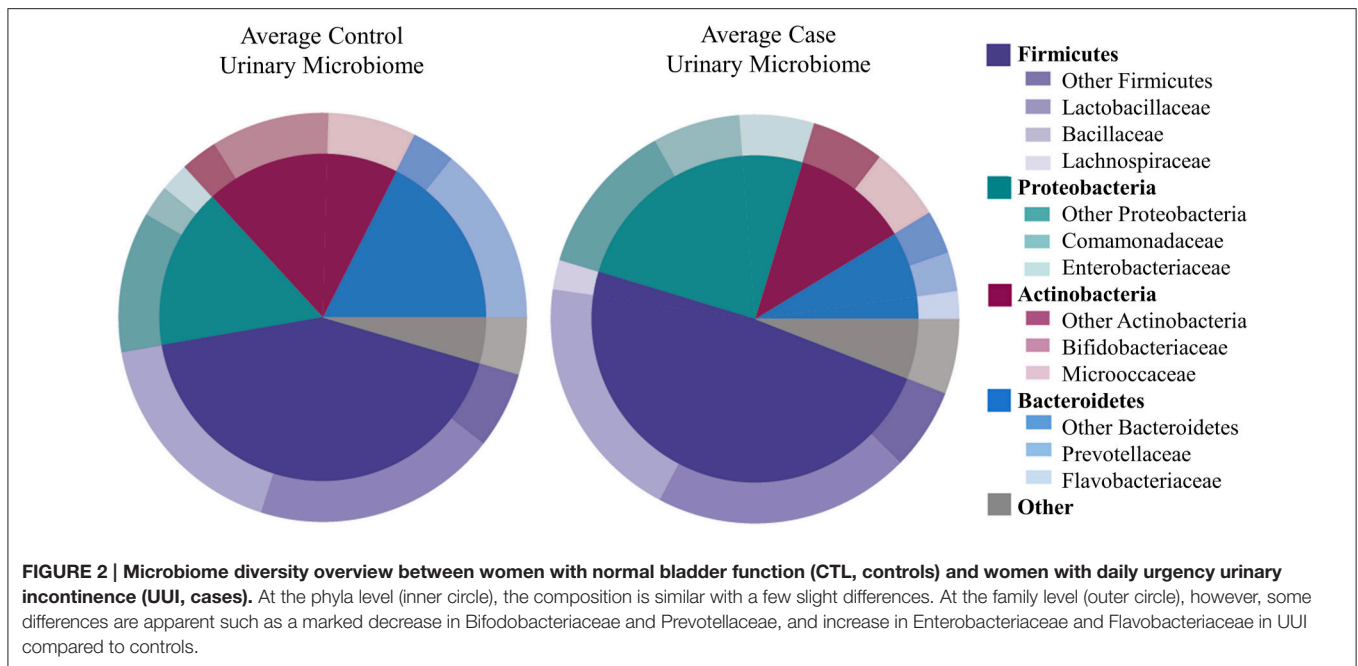 Average Control
Urinary Microbiome
Average Case
Urinary Microbiome
Firmicutes
Other Firmicutes
Lactobacillaceae
Bacillaceae
Lachnospiraceae
Proteobacteria
Other Proteobacteria
Comamonadaceae
Enterobacteriaceae
Actinobacteria
Other Actinobacteria
Bifidobacteriaceae
Microoccaceae
Bacteroidetes
Other Bacteroidetes
Prevotellaceae
Flavobacteriaceae
Other
FIGURE 2 | Microbiome diversity overview between women with normal bladder function (CTL, controls) and women with daily urgency urinary
incontinence (UUI, cases). At the phyla level (inner circle), the composition is similar with a few slight differences. At the family level (outer circle), however, some
differences are apparent such as a marked decrease in Bifodobacteriaceae and Prevotellaceae, and increase in Enterobacteriaceae and Flavobacteriaceae in UUI
compared to controls.